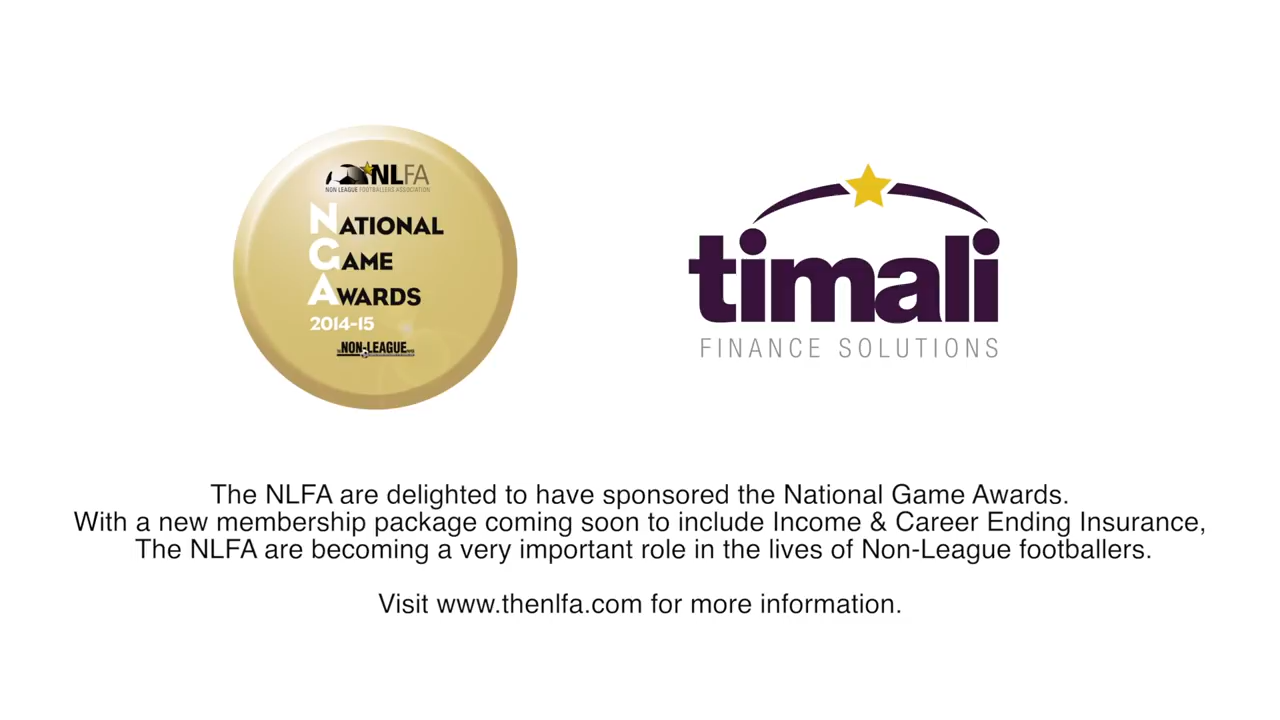 NLFA
NON LEAGUE FOOTBALLERS ASSOCIATION
NATIONAL
GAME
AWARDS
2014-15
NON-LEAGUE
timali
FINANCE SOLUTIONS
The NLFA are delighted to have sponsored the National Game Awards.
With a new membership package coming soon to include Income & Career Ending Insurance,
The NLFA are becoming a very important role in the lives of Non-League footballers.
Visit www.thenlfa.com for more information.